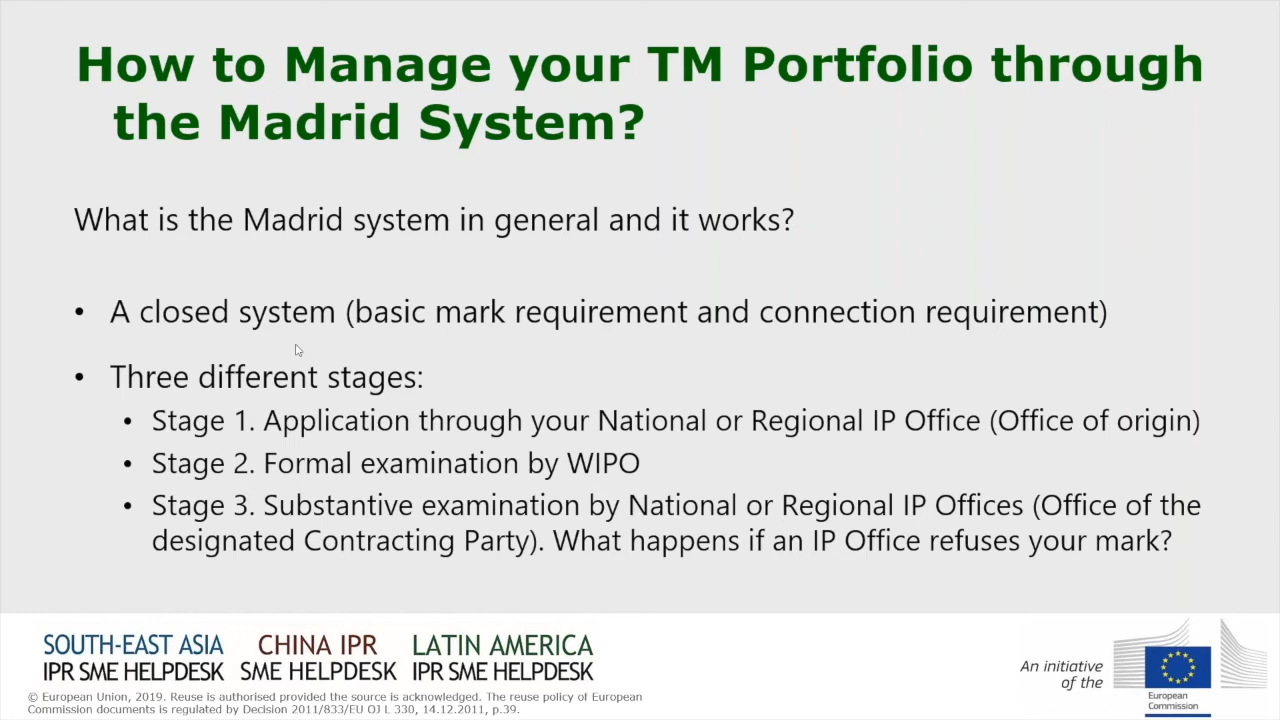 How to Manage your TM Portfolio through
the Madrid System?
What is the Madrid system in general and it works?
• A closed system (basic mark requirement and connection requirement)
• Three different stages:
• Stage 1. Application through your National or Regional IP Office (Office of origin)
• Stage 2. Formal examination by WIPO
• Stage 3. Substantive examination by National or Regional IP Offices (Office of the
designated Contracting Party). What happens if an IP Office refuses your mark?
SOUTH-EAST ASIA
IPR SME HELPDESK
CHINA IPR
SME HELPDESK
LATIN AMERICA
IPR SME HELPDESK
An initiative
of the
European
Commission
© European Union, 2019. Reuse is authorised provided the source is acknowledged. The reuse policy of European
Commission documents is regulated by Decision 2011/833/EU OJ L 330, 14.12.2011, p.39.